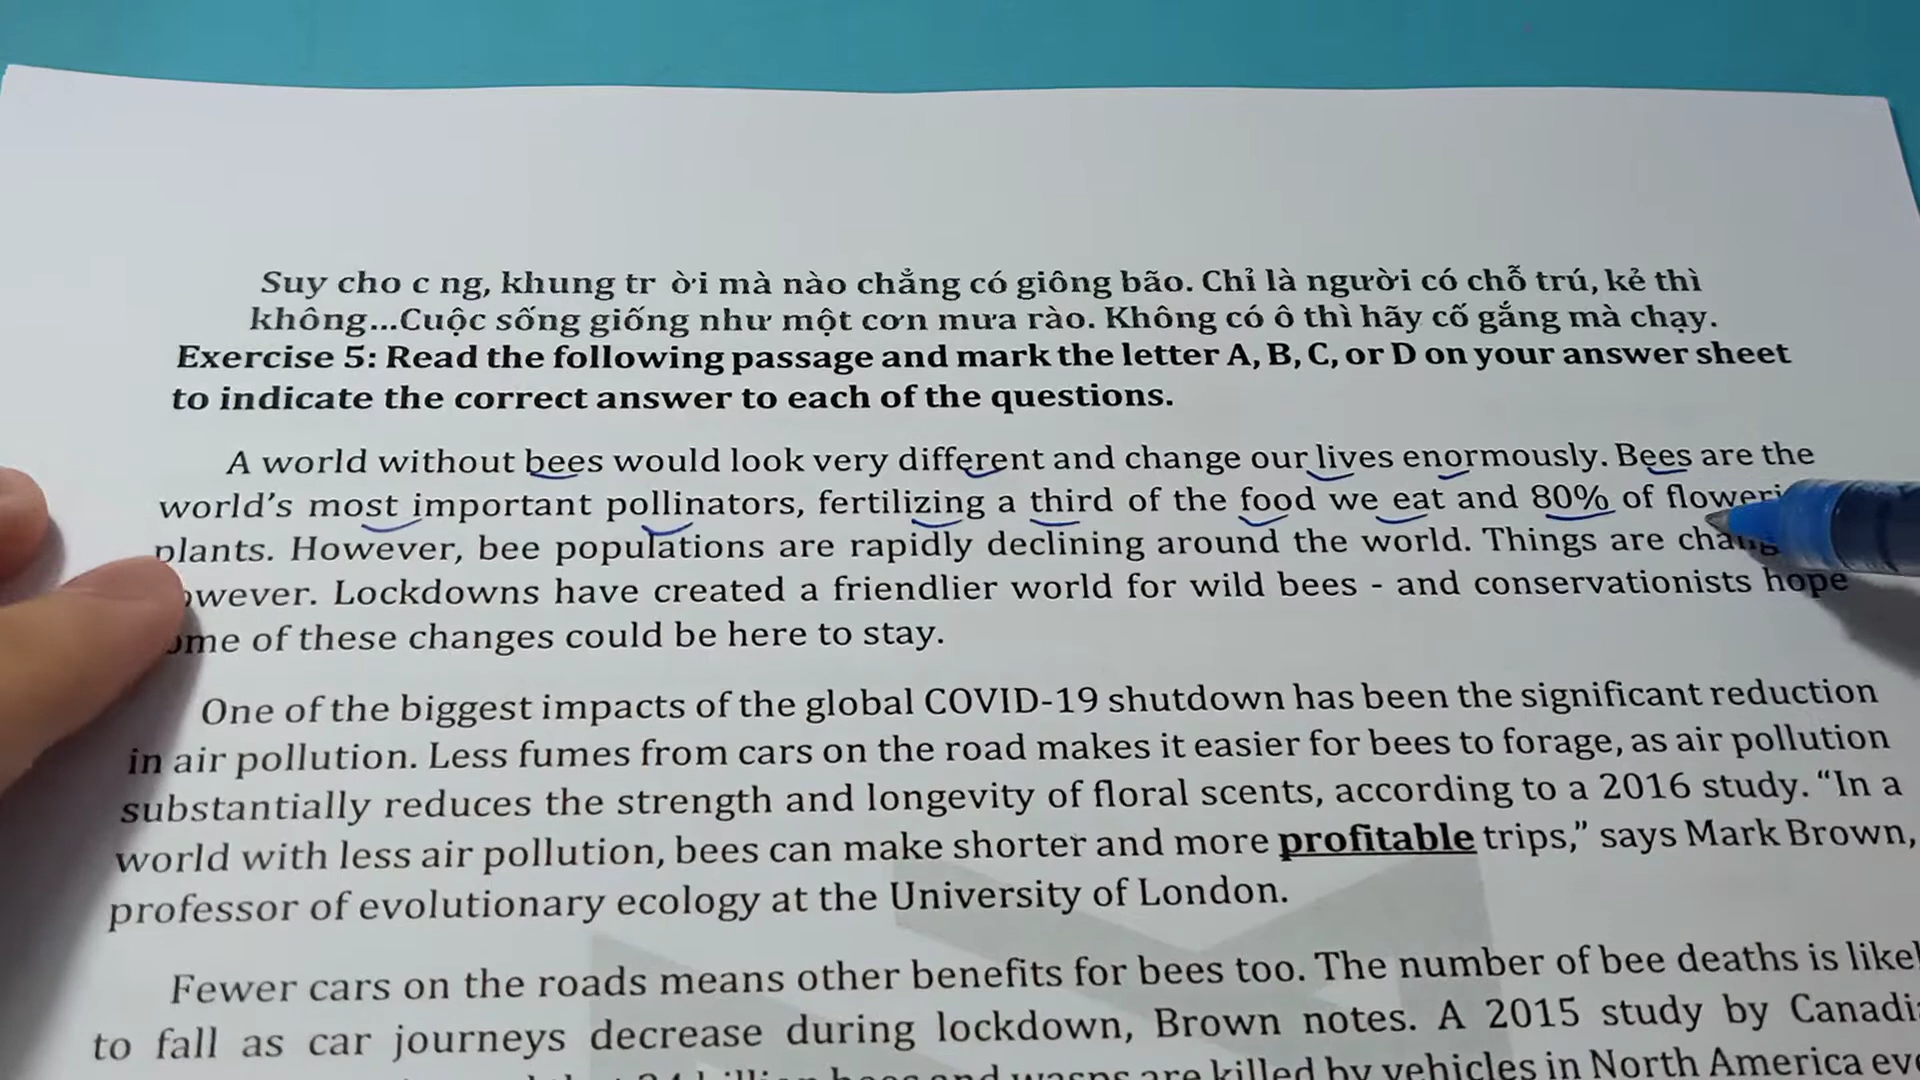 Suy cho c ng, khung tr ời mà nào chẳng có giông bão. Chỉ là người có chỗ trú, kẻ thì
không...Cuộc sống giống như một cơn mưa rào. Không có ô thì hãy cố gắng mà chạy.
Exercise 5: Read the following passage and mark the letter A, B, C, or D on your answer sheet
to indicate the correct answer to each of the questions.
A world without bees would look very different and change our lives enormously. Bees are the
world's most important pollinators, fertilizing a third of the food we eat and 80% of
plants. However, bee populations are rapidly declining around the world. Things are
Lockdowns have created a friendlier world for wild bees - and conservationists hope
of these changes could be here to stay.
One of the biggest impacts of the global COVID-19 shutdown has been the significant reduction
in air pollution. Less fumes from cars on the road makes it easier for bees to forage, as air pollution
substantially reduces the strength and longevity of floral scents, according to a 2016 study. "In a
world with less air pollution, bees can make shorter and more profitable trips," says Mark Brown,
professor of evolutionary ecology at the University of London.
Fewer cars on the roads means other benefits for bees too. The number of bee deaths is
to fall as car journeys decrease during lockdown, Brown notes. A 2015 study by
bees and wasps are killed by vehicles in North America